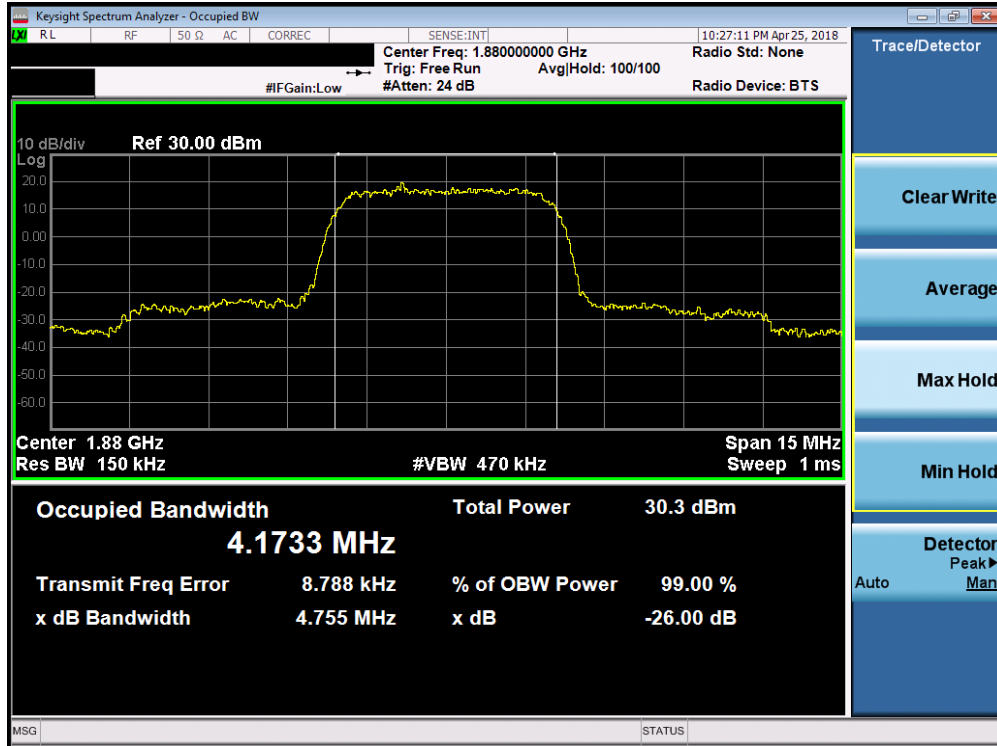 Keysight Spectrum Analyzer - Occupied BW
LXI RL RF 50 Ω AC CORREC SENSE:INT 10:27:11 PM Apr 25, 2018
Center Freq: 1.880000000 GHz Radio Std: None
Trig: Free Run Avg|Hold: 100/100
#IFGain:Low #Atten: 24 dB Radio Device: BTS
10 dB/div Ref 30.00 dBm
Log
20.0
10.0
0.00
-10.0
-20.0
-30.0
-40.0
-50.0
-60.0
Center 1.88 GHz Span 15 MHz
Res BW 150 kHz #VBW 470 kHz Sweep 1 ms
Occupied Bandwidth Total Power 30.3 dBm
4.1733 MHz
Transmit Freq Error 8.788 kHz % of OBW Power 99.00 %
x dB Bandwidth 4.755 MHz x dB -26.00 dB
MSG STATUS
Trace/Detector
Clear Write
Average
Max Hold
Min Hold
Detector
Peak▶
Auto Man